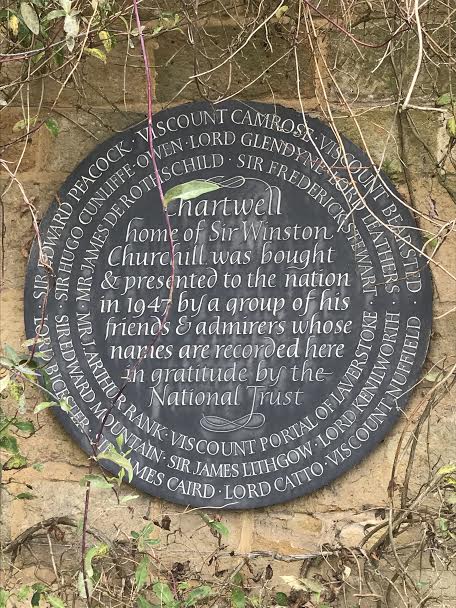 SIR EDWARD PEACOCK · VISCOUNT CAMROSE · VISCOUNT BEARSTED ·
SIR HUGO CUNLIFFE-OWEN · LORD GLENDYNE · LORD LEATHERS ·
MR JAMES DE ROTHSCHILD · SIR FREDERICK STEWART ·
Chartwell
home of Sir Winston
Churchill was bought
& presented to the nation
in 1947 by a group of his
friends & admirers whose
names are recorded here
in gratitude by the
National Trust
MR J. ARTHUR RANK · VISCOUNT PORTAL OF LAVERSTOKE
SIR EDWARD MOUNTAIN · SIR JAMES LITHGOW · LORD KENILWORTH
LORD BICESTER · SIR JAMES CAIRD · LORD CATTO · VISCOUNT NUFFIELD